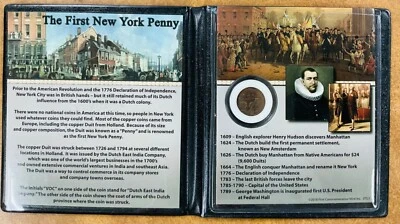 The First New York Penny
Prior to the American Revolution and the 1776 Declaration of Independence,
New York City was in British hands - but it still retained much of its Dutch
influence from the 1600's when it was a Dutch colony.
There were no national coins in America at this time, so people in New York
used whatever coins they could find. Most of the copper coins came from
Europe, including the copper Duit from Holland. Because of its size
and copper composition, the Duit was known as a "Penny" and is renowned
as the first New York Penny.
The copper Duit was struck between 1726 and 1794 at several different
locations in Holland. It was issued by the Dutch East India Company,
which was one of the world's largest businesses in the 1700's
and owned extensive commercial ventures in India and southeast Asia.
The Duit was a way to control commerce in its company stores
and company towns overseas.
The initials "VOC" on one side of the coin stand for "Dutch East India
Company." The other side of the coin shows the coat of arms of the Dutch
province where the coin was struck.
1609 - English explorer Henry Hudson discovers Manhattan
1624 - The Dutch build the first permanent settlement,
known as New Amsterdam
1626 - The Dutch buy Manhattan from Native Americans for $24
( 60 Dutch Guilders)
1664 - The English conquer Manhattan and rename it New York
1776 - Declaration of Independence
1783 - The last British forces leave the city
1785-1790 - Capital of the United States
1789 - George Washington is inaugurated first U.S. President
at Federal Hall